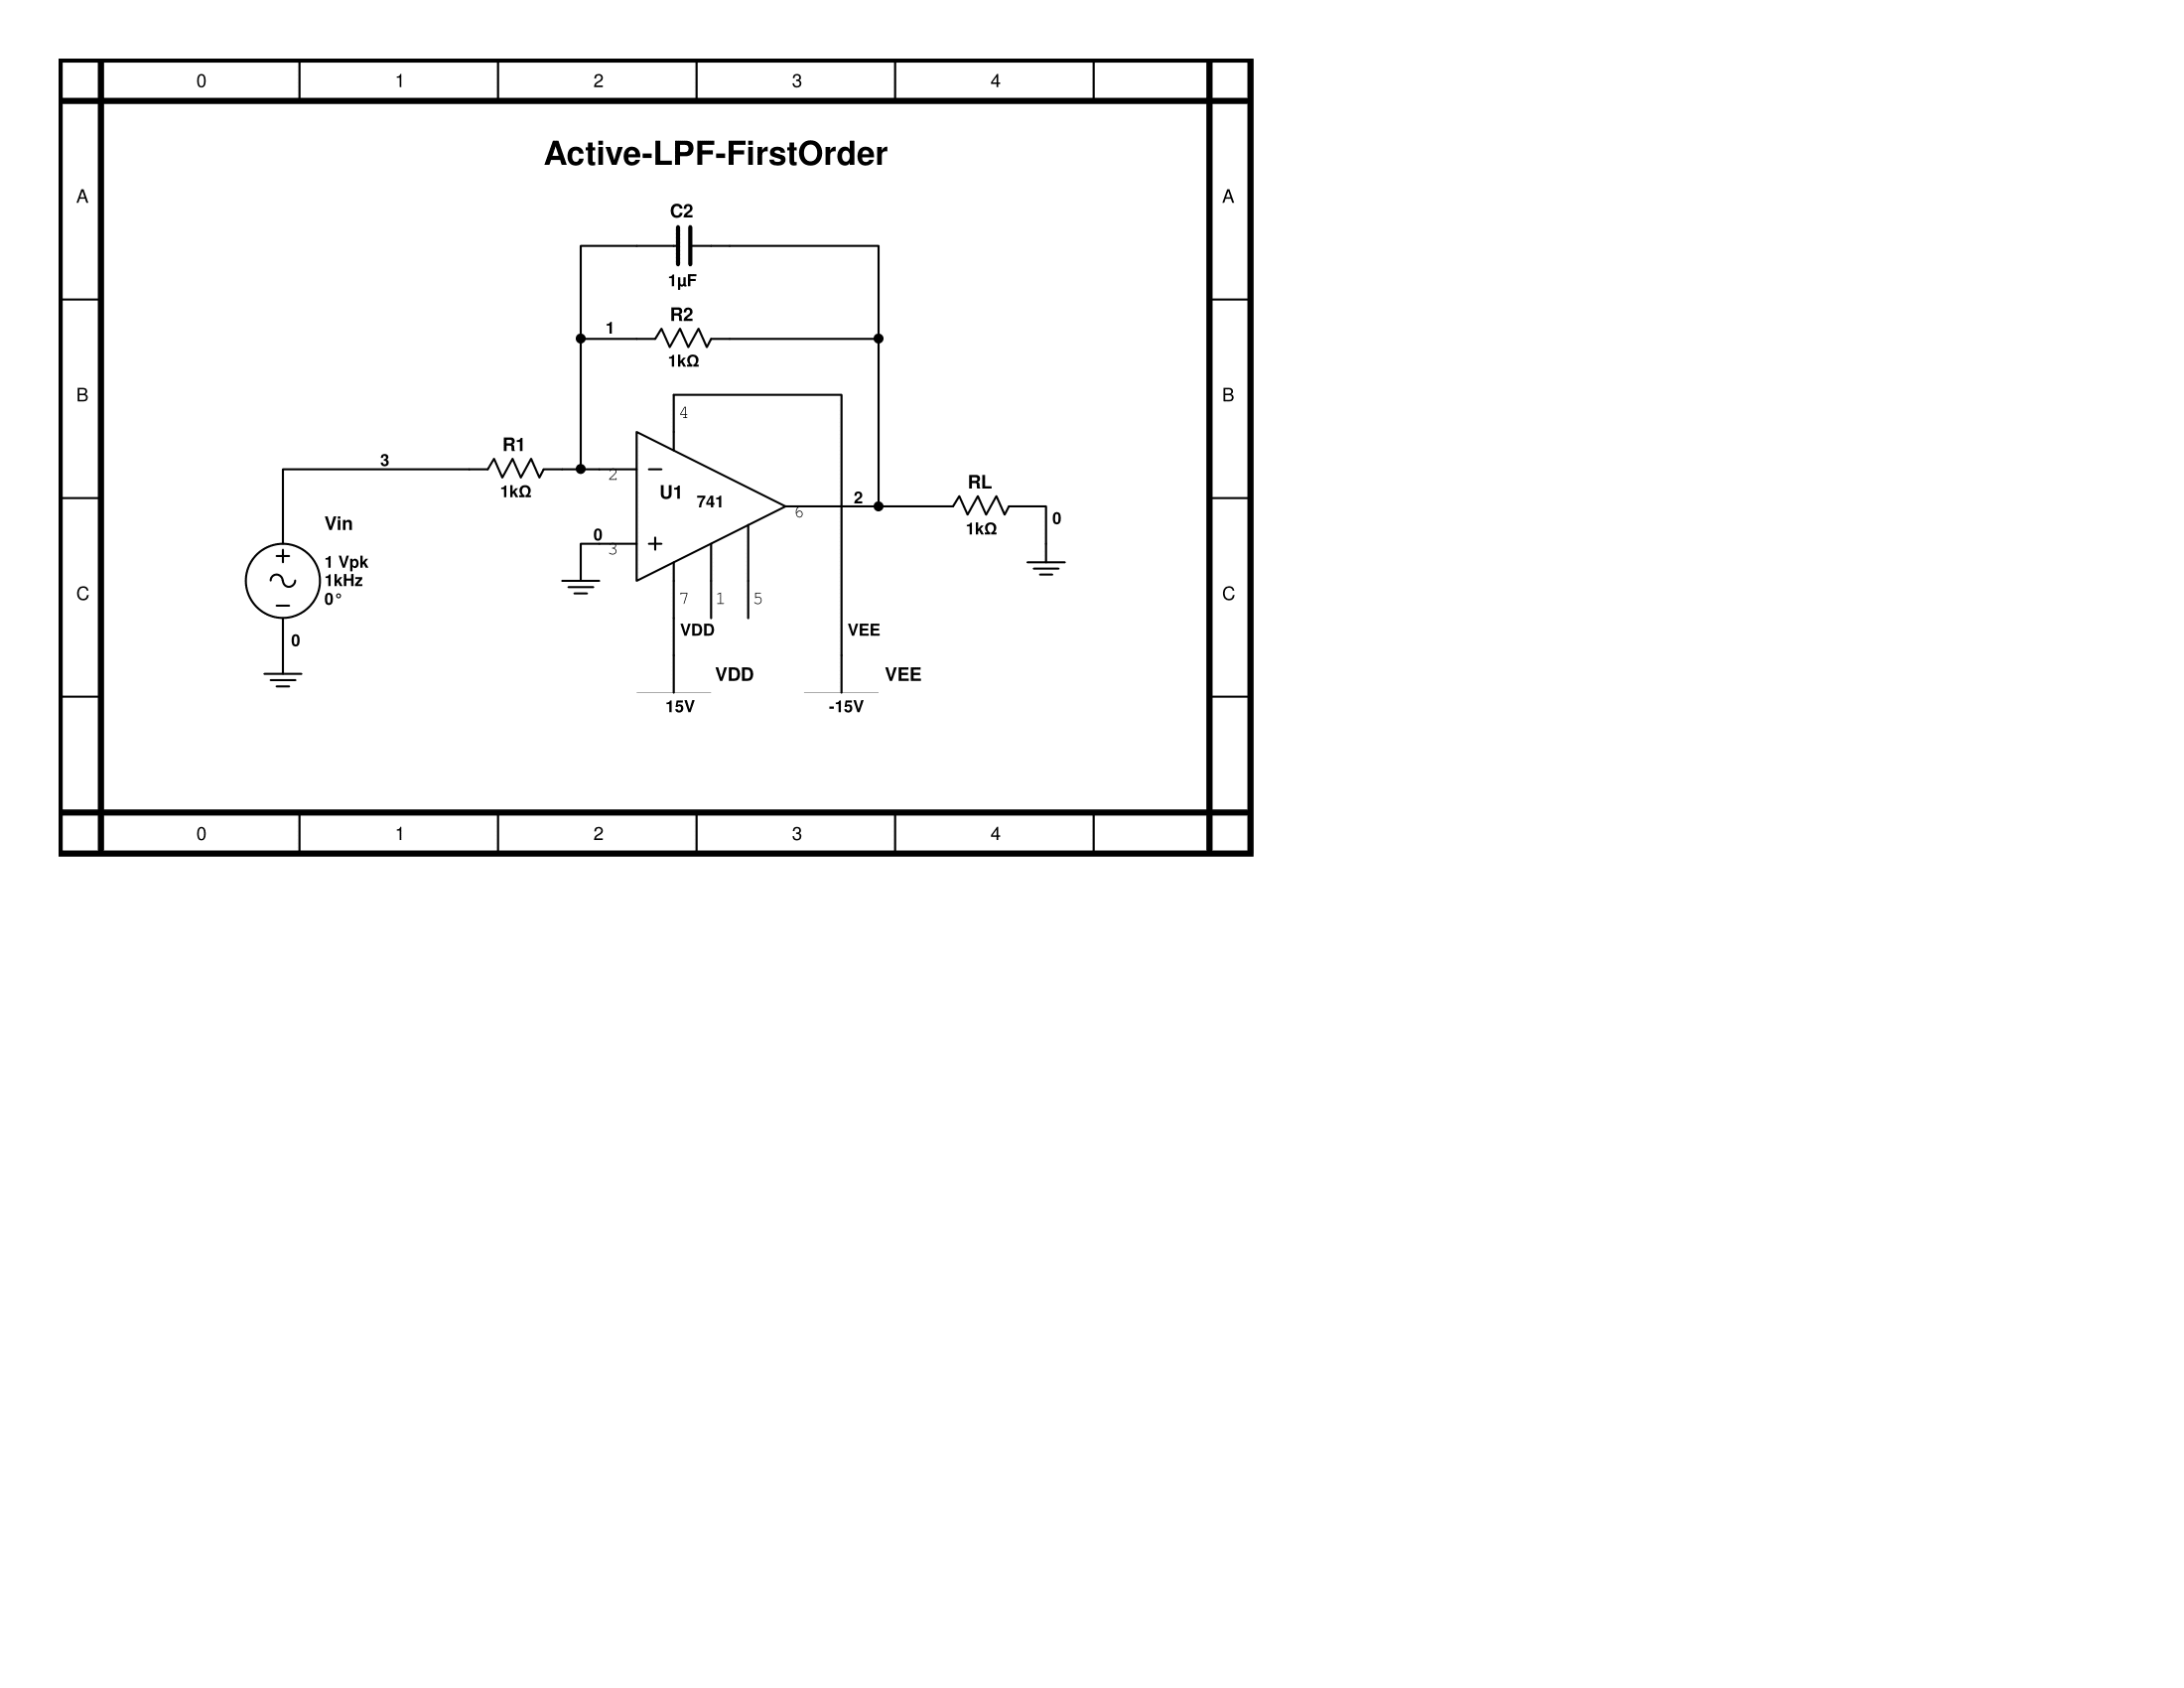 0 1 2 3 4
Active-LPF-FirstOrder
A A
C2
1µF
R2
1
1kΩ
B B
4
R1
3
1kΩ
2
U1
741
6
2
RL
1kΩ
0
Vin
1 Vpk
1kHz
0°
0
0
3
C C
7 1 5
VDD VEE
VDD VEE
15V -15V
0 1 2 3 4